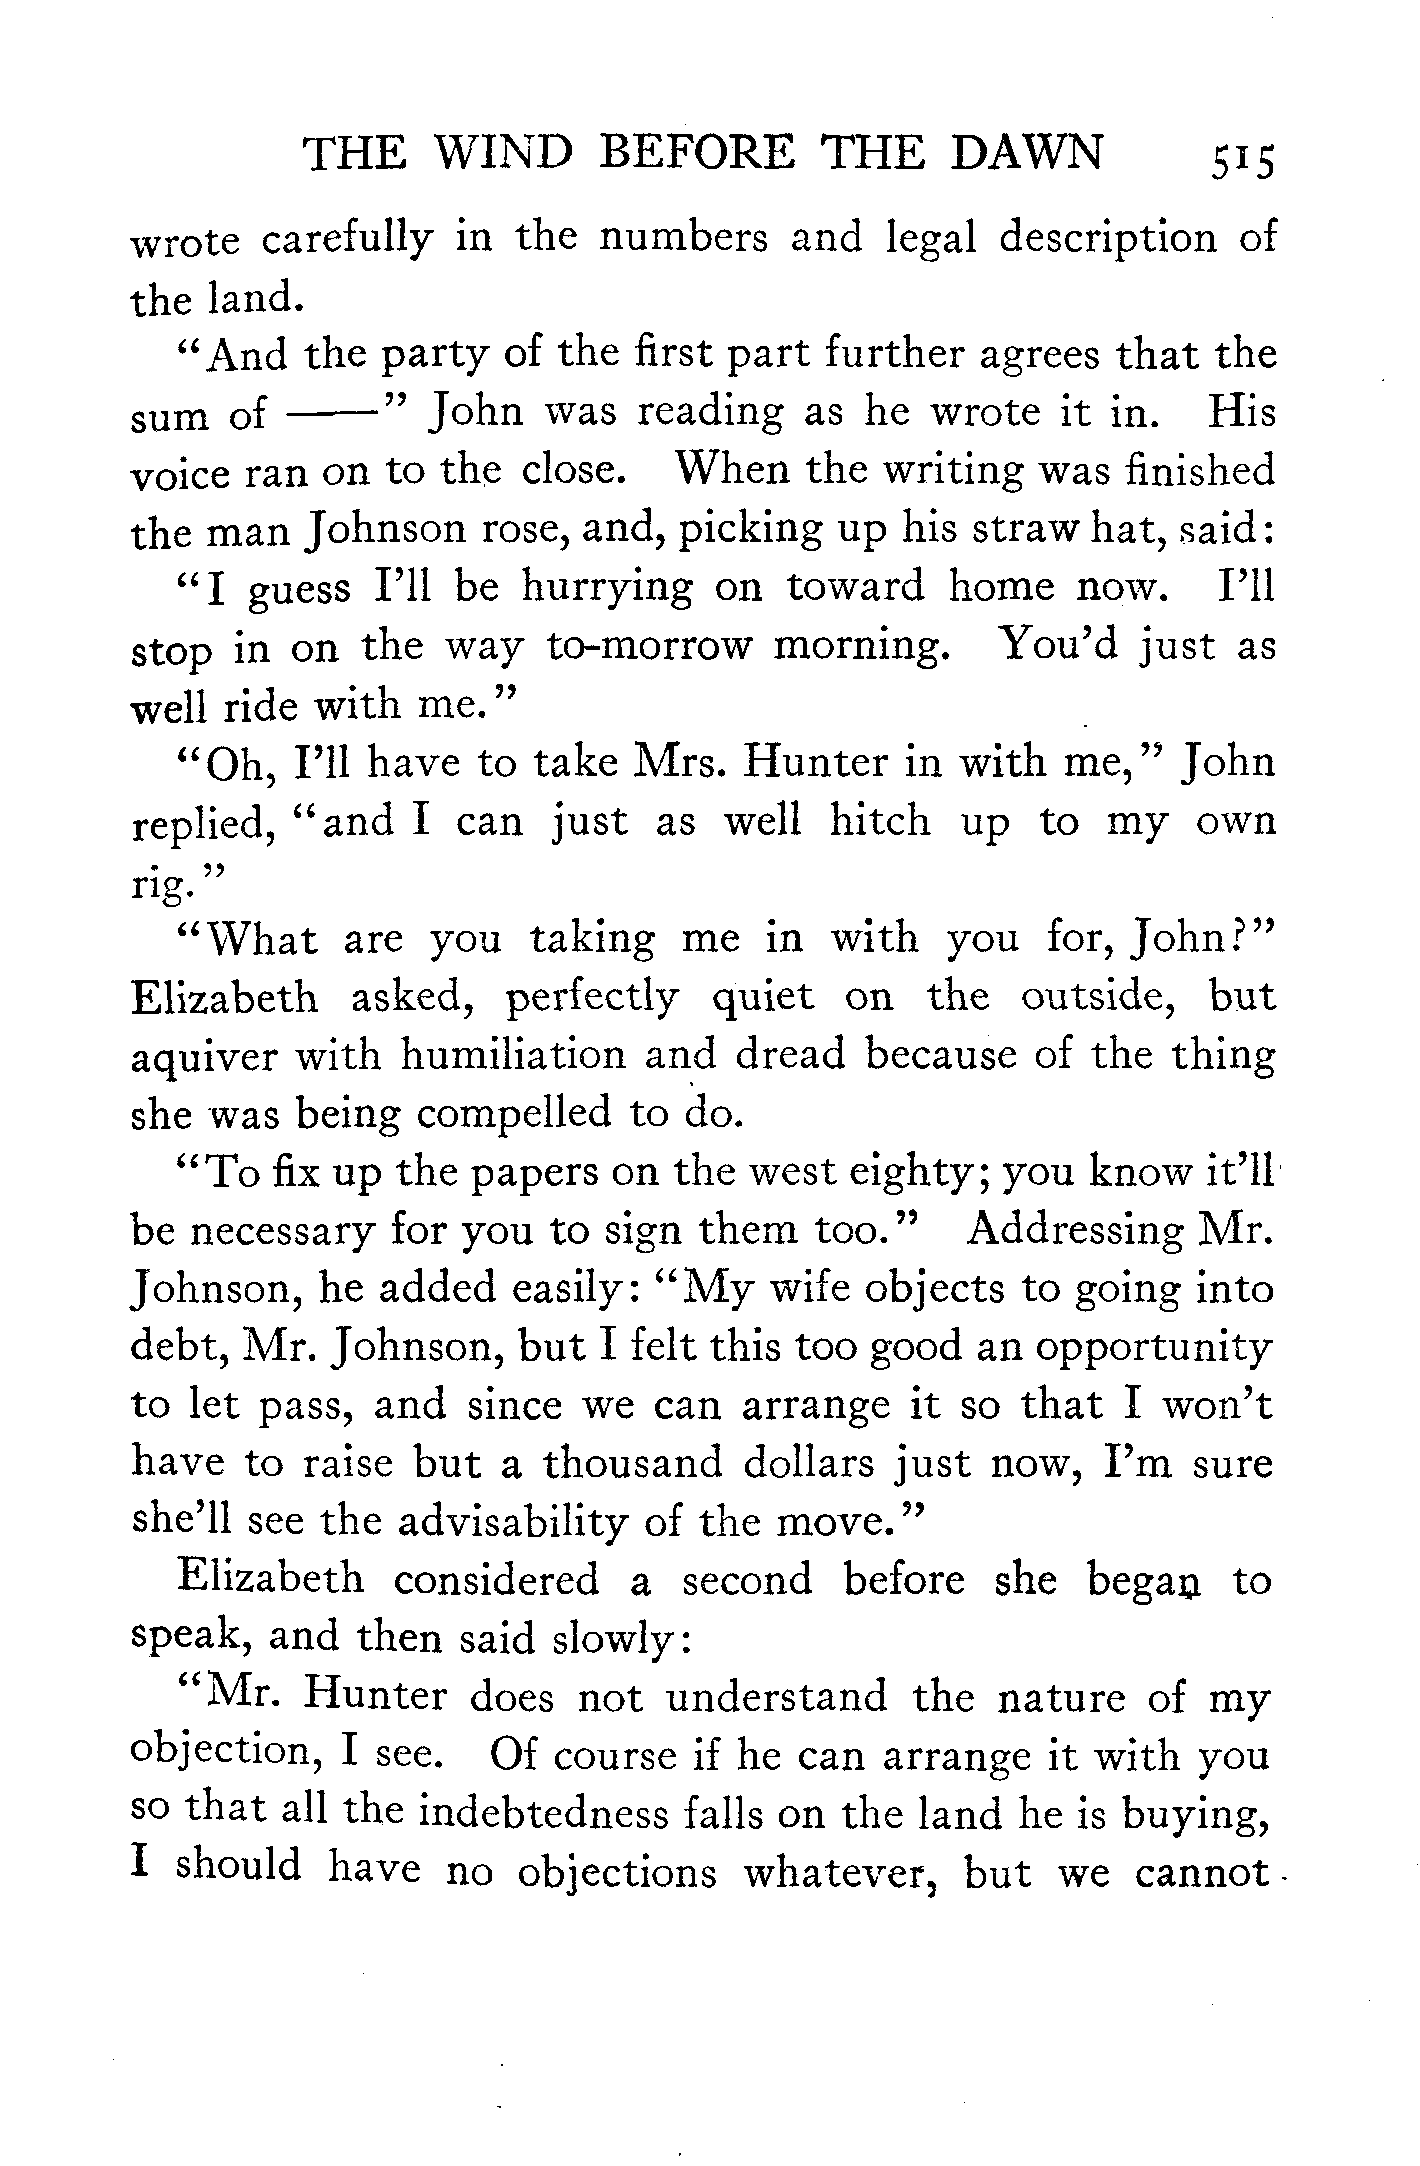 THE WIND BEFORE THE DAWN 515
wrote carefully in the numbers and legal description of
the land.
"And the party of the first part further agrees that the
sum of ——" John was reading as he wrote it in. His
voice ran on to the close. When the writing was finished
the man Johnson rose, and, picking up his straw hat, said:
"I guess I'll be hurrying on toward home now. I'll
stop in on the way to-morrow morning. You'd just as
well ride with me."
"Oh, I'll have to take Mrs. Hunter in with me," John
replied, "and I can just as well hitch up to my own
rig."
"What are you taking me in with you for, John?"
Elizabeth asked, perfectly quiet on the outside, but
aquiver with humiliation and dread because of the thing
she was being compelled to do.
"To fix up the papers on the west eighty; you know it'll
be necessary for you to sign them too." Addressing Mr.
Johnson, he added easily: "My wife objects to going into
debt, Mr. Johnson, but I felt this too good an opportunity
to let pass, and since we can arrange it so that I won't
have to raise but a thousand dollars just now, I'm sure
she'll see the advisability of the move."
Elizabeth considered a second before she began to
speak, and then said slowly:
"Mr. Hunter does not understand the nature of my
objection, I see. Of course if he can arrange it with you
so that all the indebtedness falls on the land he is buying,
I should have no objections whatever, but we cannot